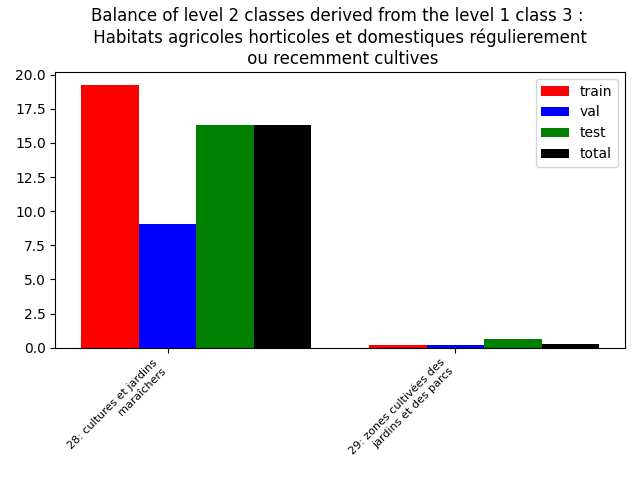 Balance of level 2 classes derived from the level 1 class 3 :
Habitats agricoles horticoles et domestiques régulierement
ou recemment cultives
20.0
17.5
15.0
12.5
10.0
7.5
5.0
2.5
0.0
train
val
test
total
28: cultures et jardins
maraîchers
29: zones cultivées des
jardins et des parcs